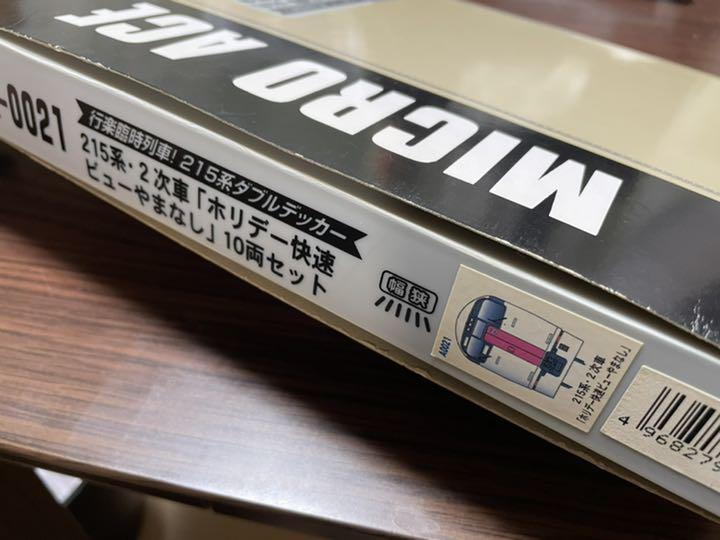 MICRO ACE
-0021
行楽臨時列車! 215系ダブルデッカー
215系・2次車「ホリデー快速
ビューやまなし」10両セット
幅狭
A0021
215系・2次車
「ホリデー快速ビューやまなし」
4 96827